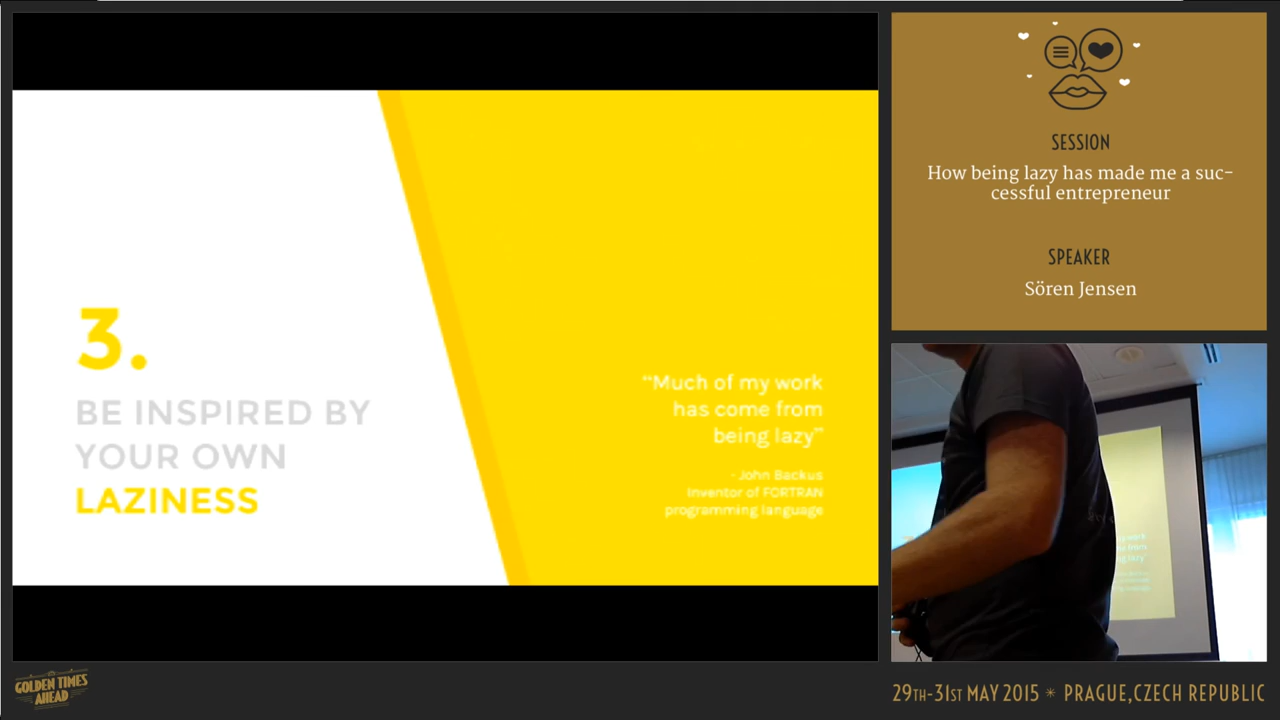 3.
BE INSPIRED BY
YOUR OWN
LAZINESS
“Much of my work
has come from
being lazy”
- John Backus
Inventor of FORTRAN
programming language
SESSION
How being lazy has made me a suc-
cessful entrepreneur
SPEAKER
Sören Jensen
GOLDEN TIMES
AHEAD
29TH-31ST MAY 2015 * PRAGUE,CZECH REPUBLIC